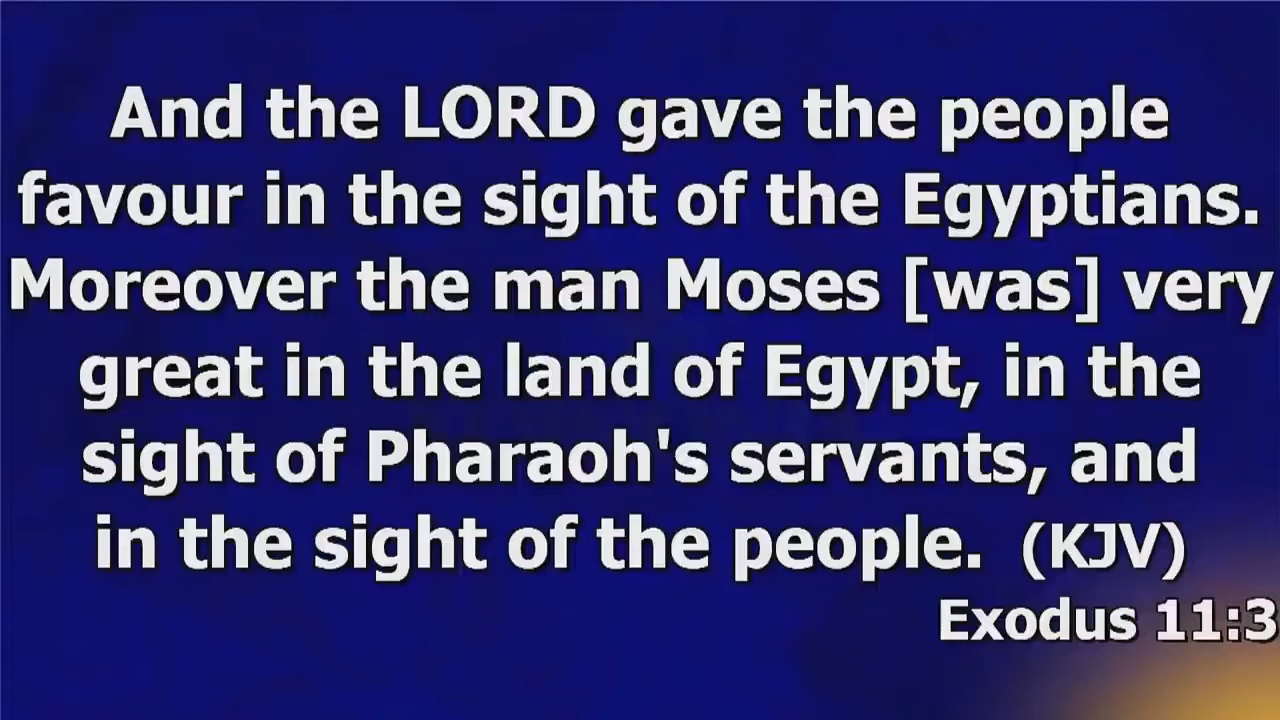 And the LORD gave the people
favour in the sight of the Egyptians.
Moreover the man Moses [was] very
great in the land of Egypt, in the
sight of Pharaoh's servants, and
in the sight of the people. (KJV)
Exodus 11:3